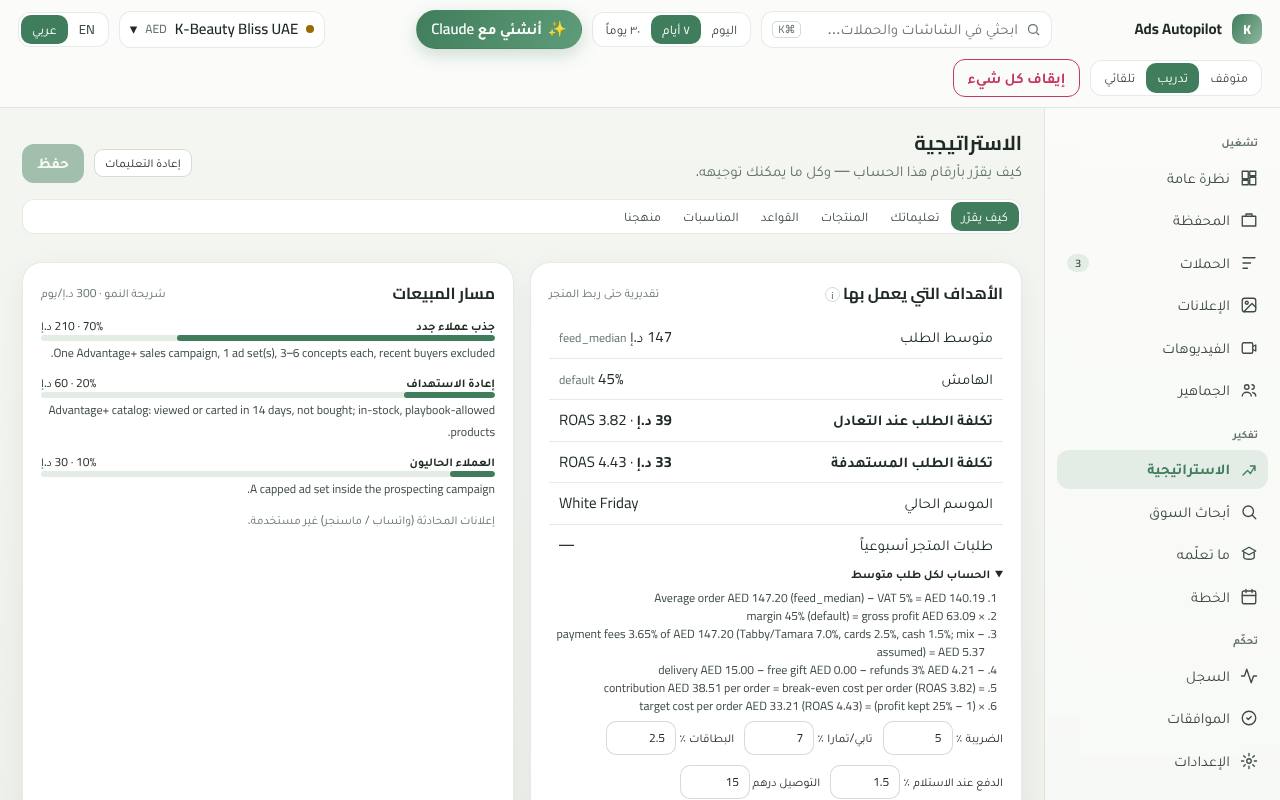 K
Ads Autopilot
ابحثي في الشاشات والحملات...
⌘K
اليوم
٧ أيام
٣٠ يوماً
✨ أنشئي مع Claude
K-Beauty Bliss UAE AED ▾
EN
عربي
متوقف
تدريب
تلقائي
إيقاف كل شيء
تشغيل
نظرة عامة
المحفظة
الحملات
3
الإعلانات
الفيديوهات
الجماهير
تفكير
الاستراتيجية
أبحاث السوق
ما تعلّمه
الخطة
تحكّم
السجل
الموافقات
الإعدادات
الاستراتيجية
كيف يقرّر بأرقام هذا الحساب — وكل ما يمكنك توجيهه.
إعادة التعليمات
حفظ
كيف يقرّر
تعليماتك
المنتجات
القواعد
المناسبات
منهجنا
الأهداف التي يعمل بها i
تقديرية حتى ربط المتجر
متوسط الطلب
147 د.إ feed_median
الهامش
45% default
تكلفة الطلب عند التعادل
39 د.إ · ROAS 3.82
تكلفة الطلب المستهدفة
33 د.إ · ROAS 4.43
الموسم الحالي
White Friday
طلبات المتجر أسبوعياً
—
▼ الحساب لكل طلب متوسط
1. Average order AED 147.20 (feed_median) − VAT 5% = AED 140.19
2. × margin 45% (default) = gross profit AED 63.09
3. − payment fees 3.65% of AED 147.20 (Tabby/Tamara 7.0%, cards 2.5%, cash 1.5%; mix
assumed) = AED 5.37
4. − delivery AED 15.00 − free gift AED 0.00 − refunds 3% AED 4.21
5. = contribution AED 38.51 per order = break-even cost per order (ROAS 3.82)
6. × (1 − profit kept 25%) = target cost per order AED 33.21 (ROAS 4.43)
الضريبة ٪ 5
تابي/تمارا ٪ 7
البطاقات ٪ 2.5
الدفع عند الاستلام ٪ 1.5
التوصيل درهم 15
مسار المبيعات
شريحة النمو · 300 د.إ/يوم
جذب عملاء جدد
70% · 210 د.إ
One Advantage+ sales campaign, 1 ad set(s), 3–6 concepts each, recent buyers excluded.
إعادة الاستهداف
20% · 60 د.إ
Advantage+ catalog: viewed or carted in 14 days, not bought; in-stock, playbook-allowed
products.
العملاء الحاليون
10% · 30 د.إ
A capped ad set inside the prospecting campaign.
إعلانات المحادثة (واتساب / ماسنجر) غير مستخدمة.